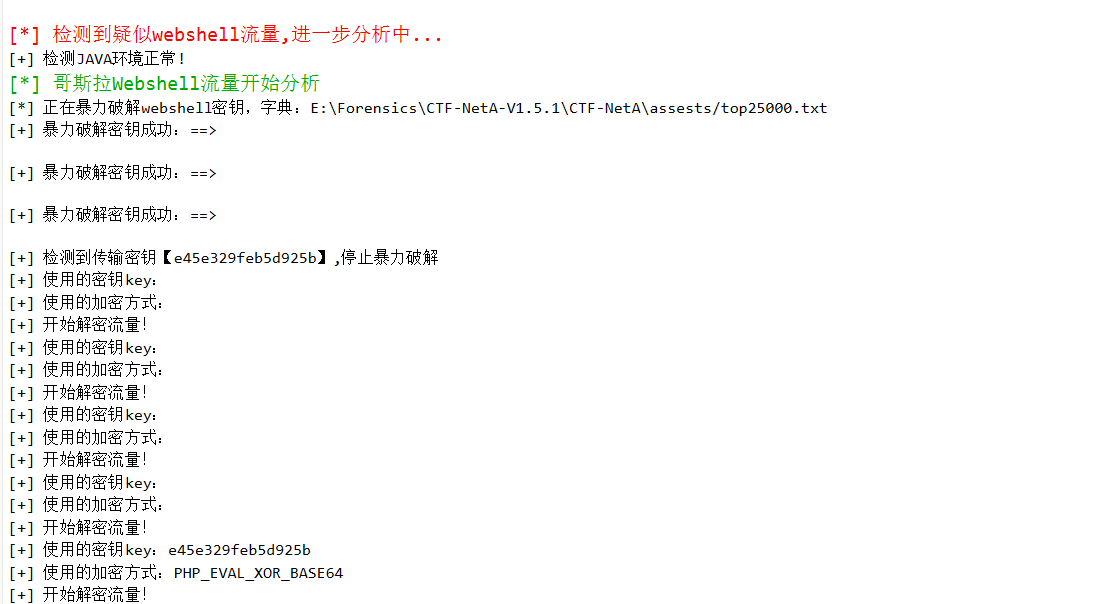 [*] 检测到疑似webshell流量,进一步分析中...
[+] 检测JAVA环境正常!
[*] 哥斯拉Webshell流量开始分析
[*] 正在暴力破解webshell密钥，字典：E:\Forensics\CTF-NetA-V1.5.1\CTF-NetA\assests/top25000.txt
[+] 暴力破解密钥成功：==>
[+] 暴力破解密钥成功：==>
[+] 暴力破解密钥成功：==>
[+] 检测到传输密钥【e45e329feb5d925b】,停止暴力破解
[+] 使用的密钥key：
[+] 使用的加密方式：
[+] 开始解密流量!
[+] 使用的密钥key：
[+] 使用的加密方式：
[+] 开始解密流量!
[+] 使用的密钥key：
[+] 使用的加密方式：
[+] 开始解密流量!
[+] 使用的密钥key：
[+] 使用的加密方式：
[+] 开始解密流量!
[+] 使用的密钥key：e45e329feb5d925b
[+] 使用的加密方式：PHP_EVAL_XOR_BASE64
[+] 开始解密流量!